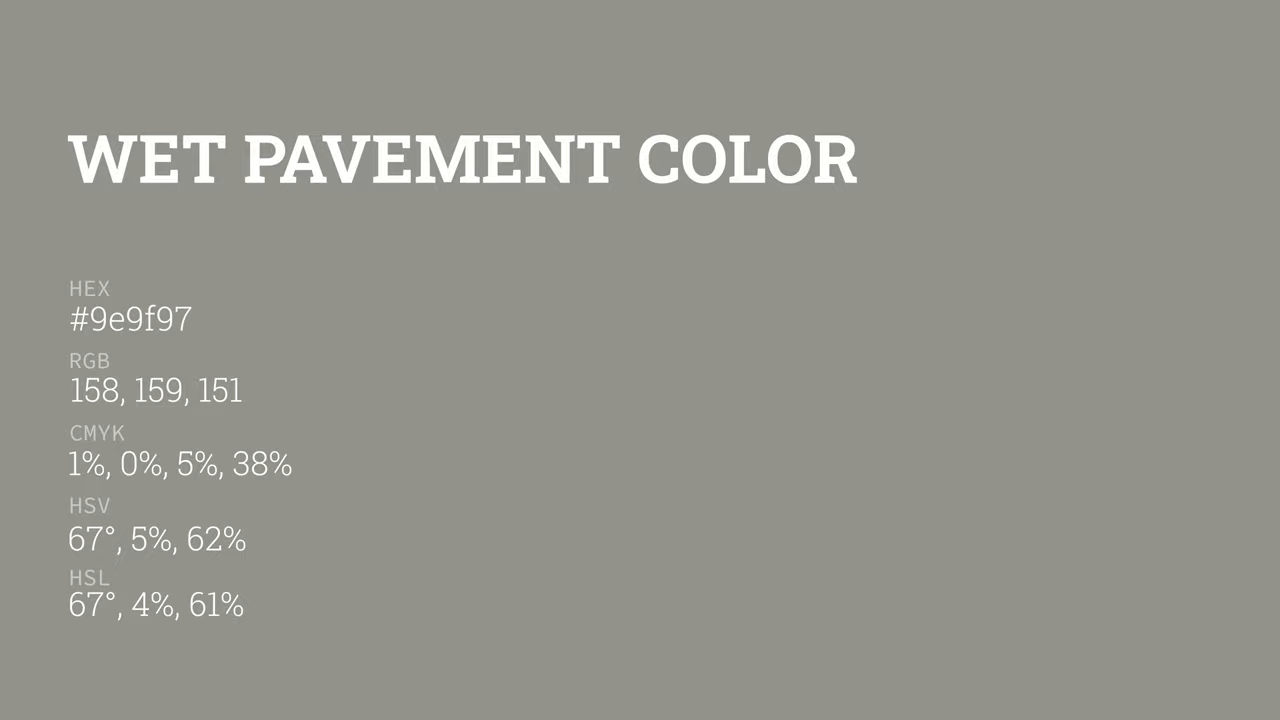 WET PAVEMENT COLOR
HEX
#9e9f97
RGB
158, 159, 151
CMYK
1%, 0%, 5%, 38%
HSV
67°, 5%, 62%
HSL
67°, 4%, 61%